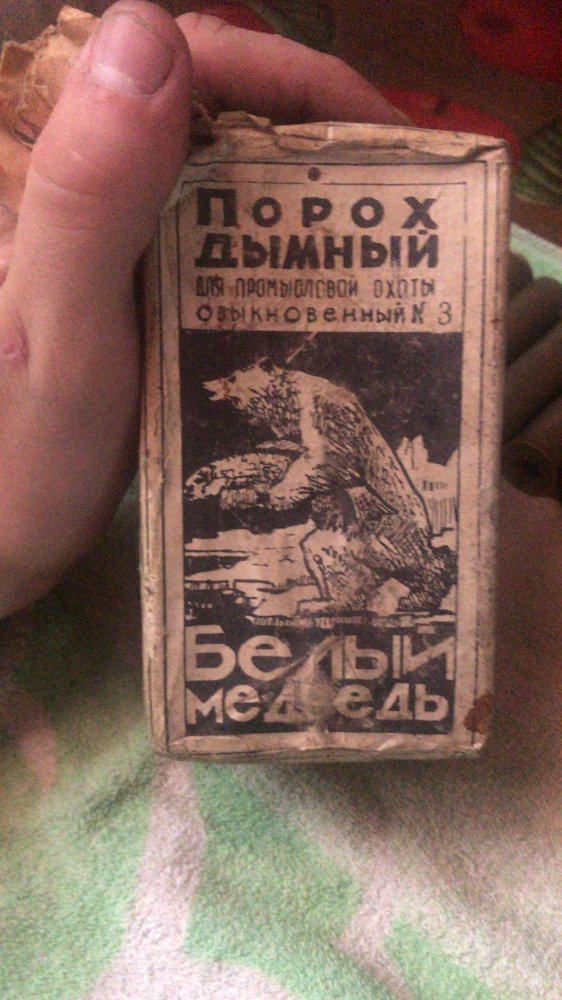 Порох
дымный
для промысловой охоты
обыкновенный № 3
Белый
медведь